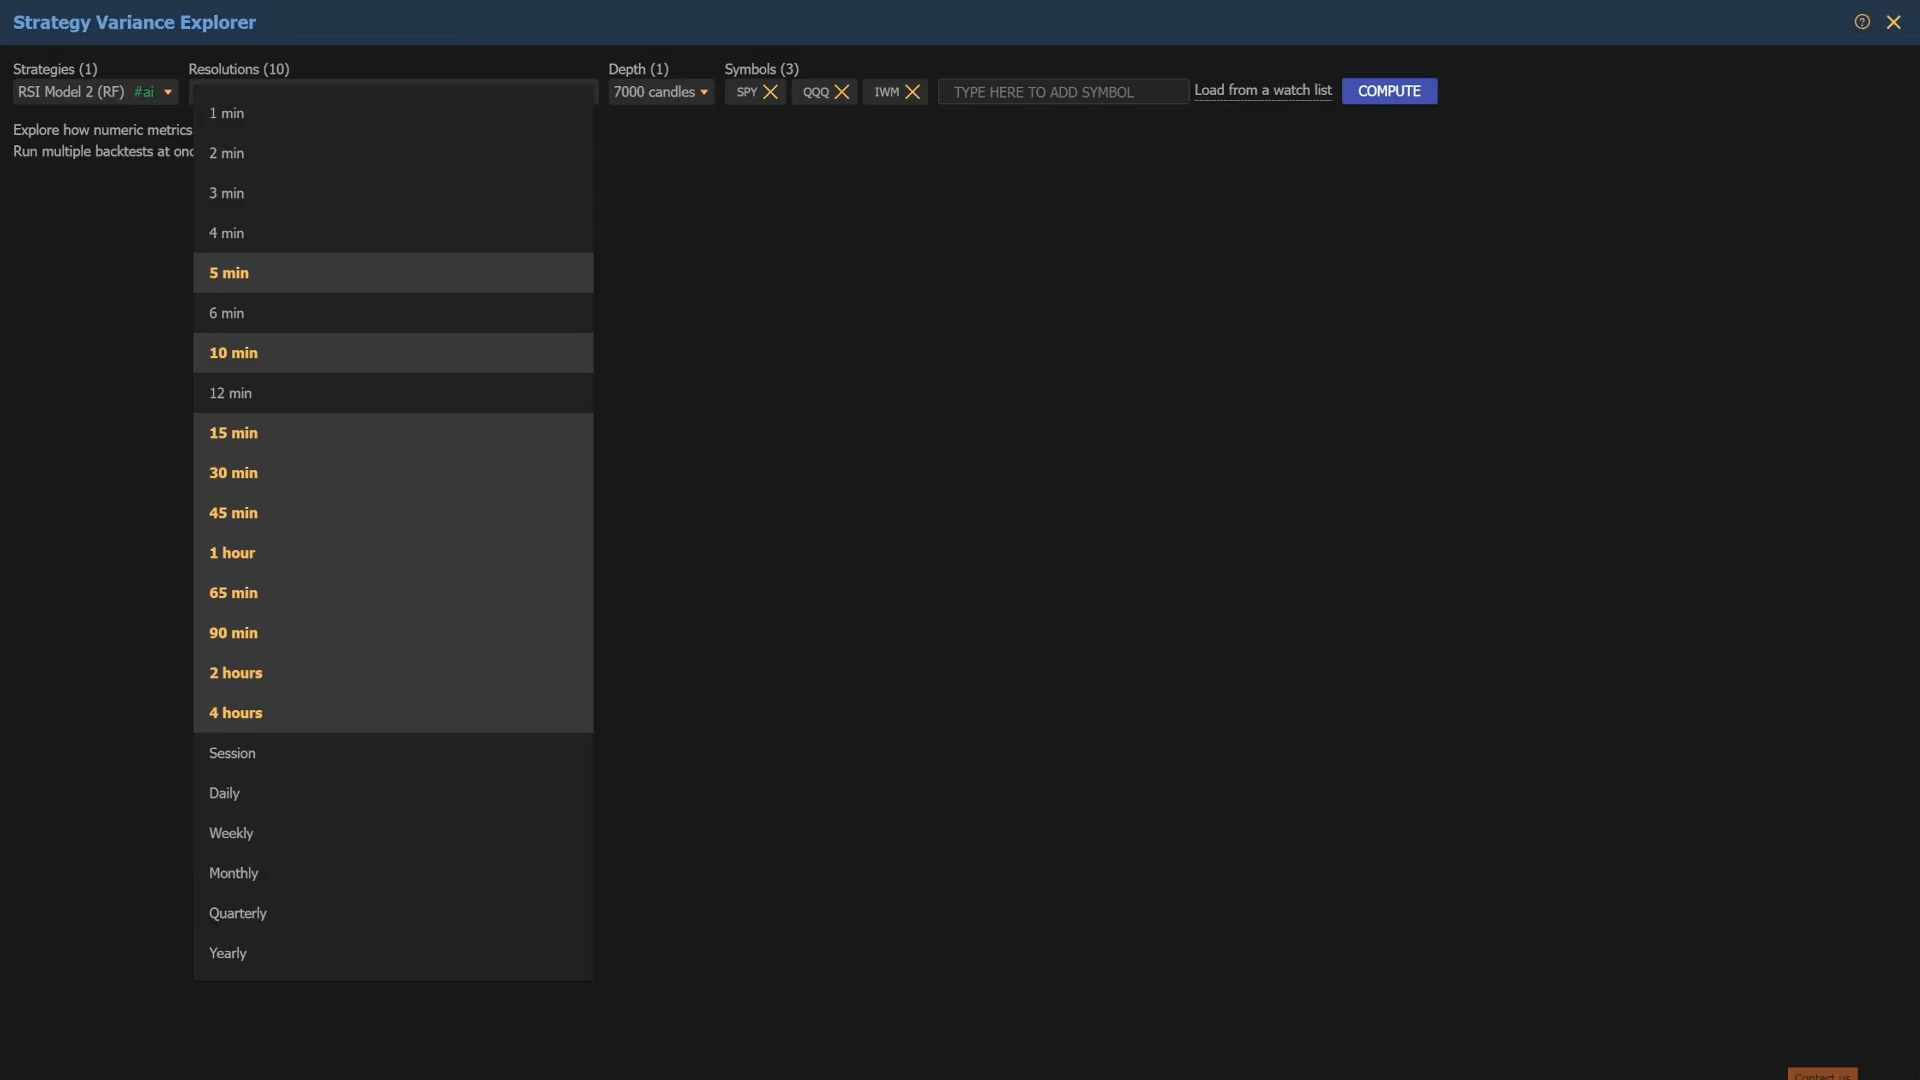 Strategy Variance Explorer
Strategies (1)
Resolutions (10)
Depth (1)
Symbols (3)
RSI Model 2 (RF) #ai
7000 candles
SPY
QQQ
IWM
TYPE HERE TO ADD SYMBOL
Load from a watch list
COMPUTE
Explore how numeric metrics
Run multiple backtests at
1 min
2 min
3 min
4 min
5 min
6 min
10 min
12 min
15 min
30 min
45 min
1 hour
65 min
90 min
2 hours
4 hours
Session
Daily
Weekly
Monthly
Quarterly
Yearly
Contact us